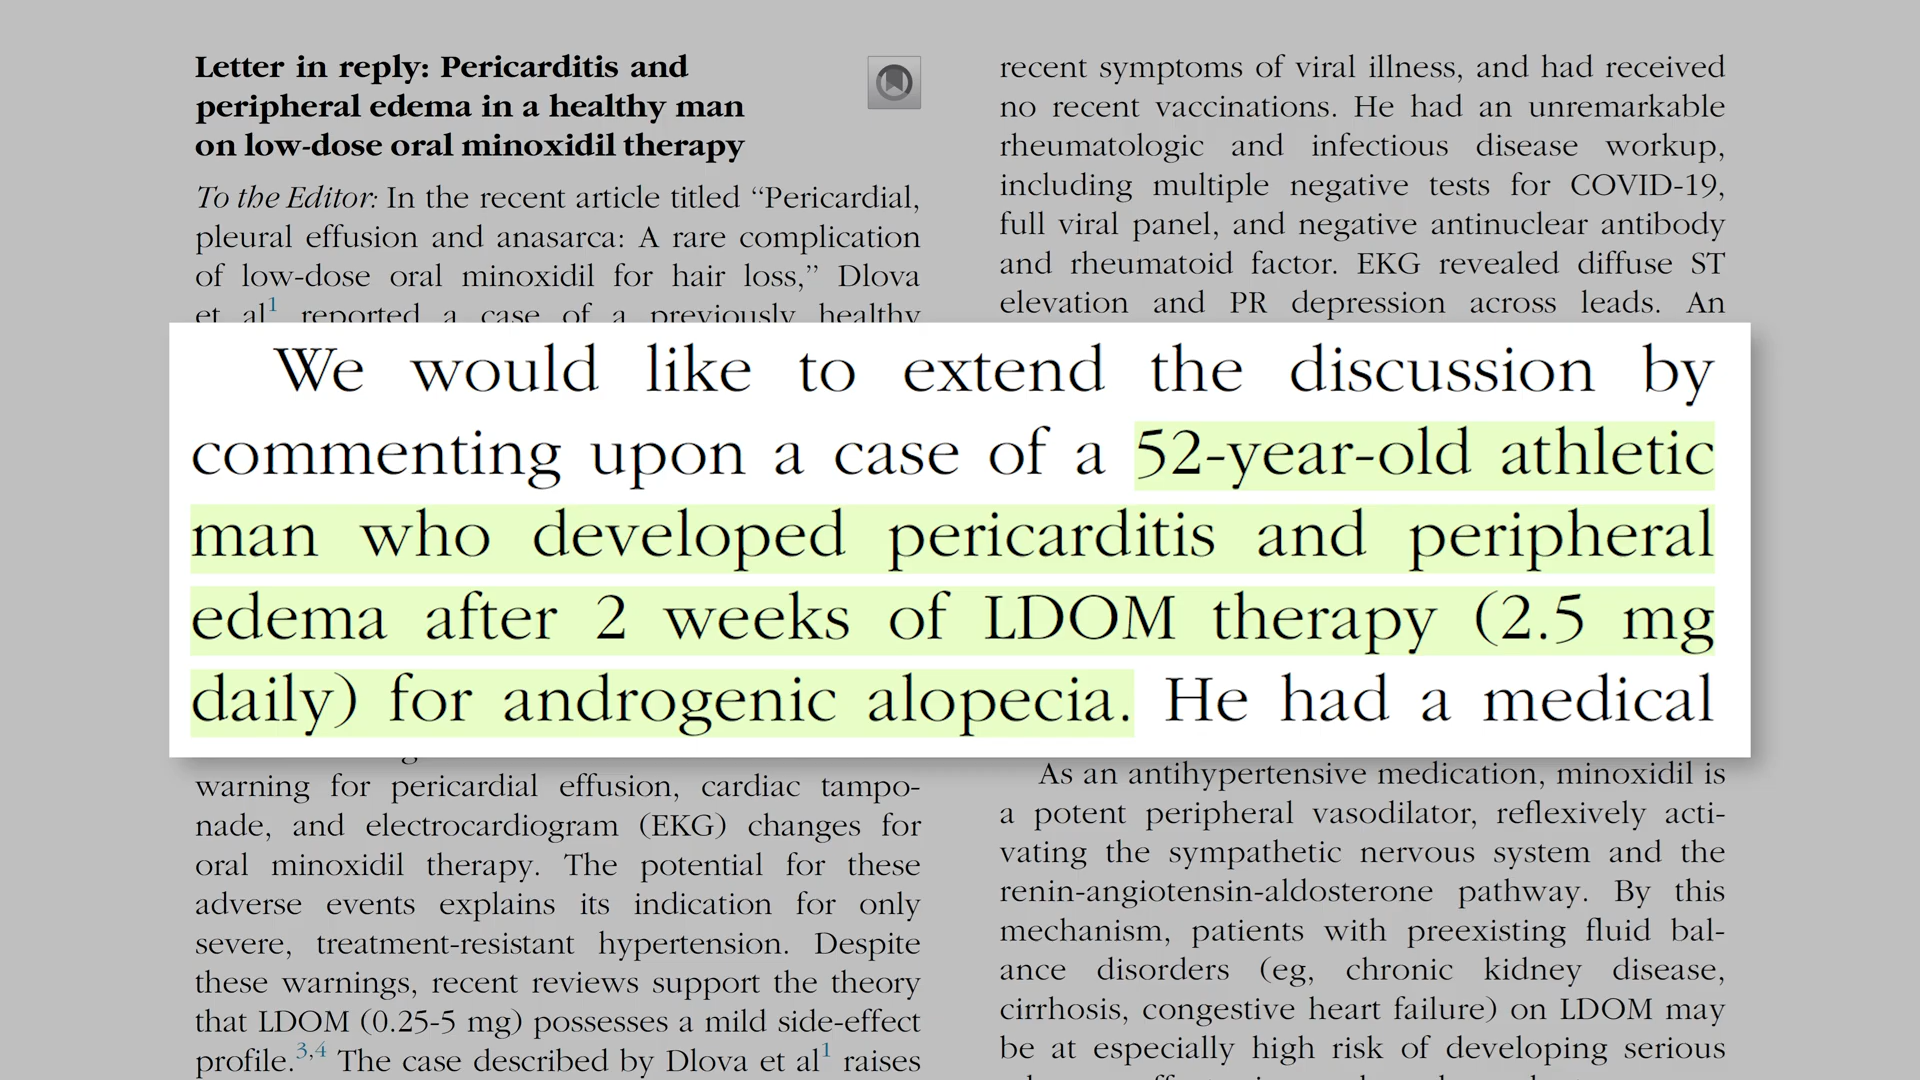 Letter in reply: Pericarditis and
peripheral edema in a healthy man
on low-dose oral minoxidil therapy
To the Editor: In the recent article titled “Pericardial,
pleural effusion and anasarca: A rare complication
of low-dose oral minoxidil for hair loss,” Dlova
et al1 reported a case of a previously healthy
We would like to extend the discussion by
commenting upon a case of a 52-year-old athletic
man who developed pericarditis and peripheral
edema after 2 weeks of LDOM therapy (2.5 mg
daily) for androgenic alopecia. He had a medical
warning for pericardial effusion, cardiac tampo-
nade, and electrocardiogram (EKG) changes for
oral minoxidil therapy. The potential for these
adverse events explains its indication for only
severe, treatment-resistant hypertension. Despite
these warnings, recent reviews support the theory
that LDOM (0.25-5 mg) possesses a mild side-effect
profile.3,4 The case described by Dlova et al1 raises
recent symptoms of viral illness, and had received
no recent vaccinations. He had an unremarkable
rheumatologic and infectious disease workup,
including multiple negative tests for COVID-19,
full viral panel, and negative antinuclear antibody
and rheumatoid factor. EKG revealed diffuse ST
elevation and PR depression across leads. An
As an antihypertensive medication, minoxidil is
a potent peripheral vasodilator, reflexively acti-
vating the sympathetic nervous system and the
renin-angiotensin-aldosterone pathway. By this
mechanism, patients with preexisting fluid bal-
ance disorders (eg, chronic kidney disease,
cirrhosis, congestive heart failure) on LDOM may
be at especially high risk of developing serious